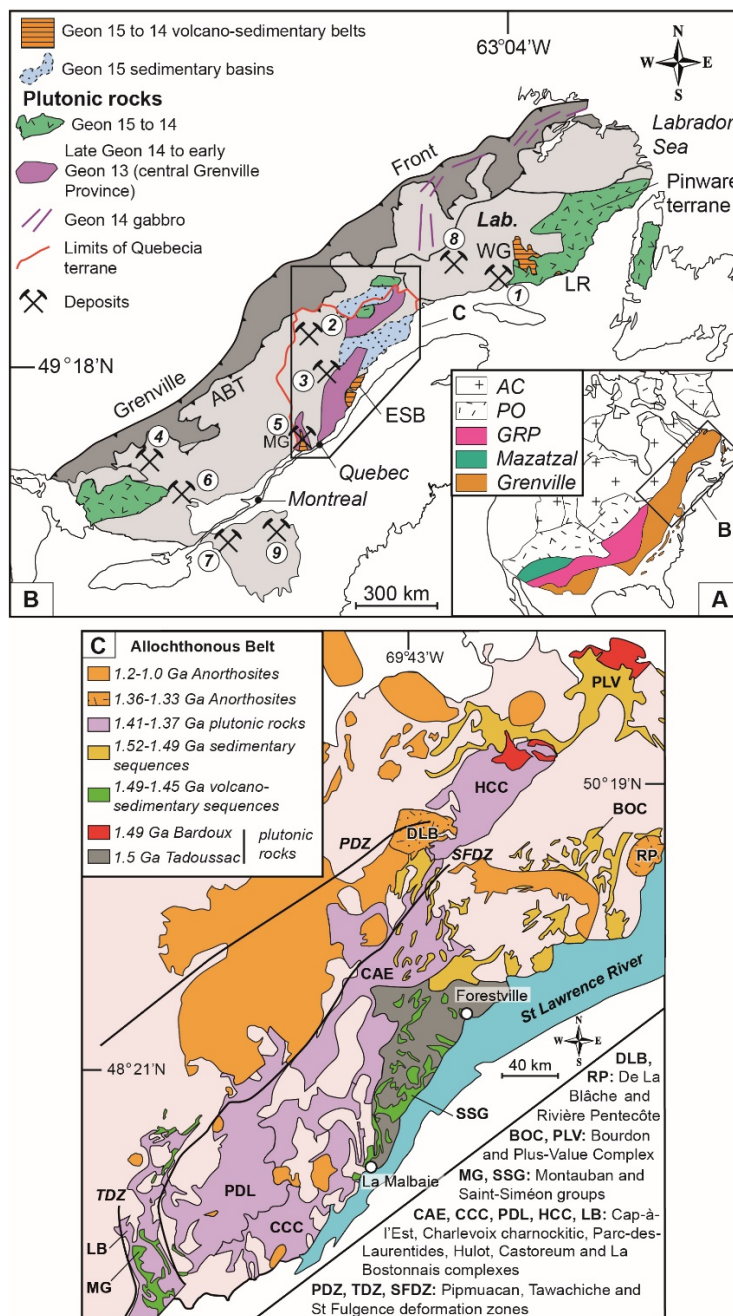 Geon 15 to 14 volcano-sedimentary belts
Geon 15 sedimentary basins
Plutonic rocks
Geon 15 to 14
Late Geon 14 to early
Geon 13 (central Grenville
Province)
Geon 14 gabbro
Limits of Quebecia
terrane
Deposits
63°04'W
N
W E
S
Labrador
Sea
Pinware
terrane
Front
Lab.
8
WG
1
LR
2
C
49°18'N
3
ABT
ESB
Grenville
4
5
MG
Quebec
6
Montreal
7
9
300 km
B
AC
PO
GRP
Mazatzal
Grenville
B
A
C Allochthonous Belt
1.2-1.0 Ga Anorthosites
1.36-1.33 Ga Anorthosites
1.41-1.37 Ga plutonic rocks
1.52-1.49 Ga sedimentary
sequences
1.49-1.45 Ga volcano-
sedimentary sequences
1.49 Ga Bardoux
1.5 Ga Tadoussac
plutonic
rocks
69°43'W
PLV
50°19'N
HCC
BOC
DLB
PDZ
SFDZ
RP
CAE
Forestville
St Lawrence River
N
W E
S
48°21'N
40 km
SSG
La Malbaie
TDZ
PDL
LB
CCC
MG
DLB,
RP: De La
Blâche and
Rivière Pentecôte
BOC, PLV: Bourdon
and Plus-Value Complex
MG, SSG: Montauban
and Saint-Siméon groups
CAE, CCC, PDL, HCC, LB: Cap-à-
l'Est, Charlevoix charnockitic, Parc-des-
Laurentides, Hulot, Castoreum and La
Bostonnais complexes
PDZ, TDZ, SFDZ: Pipmuacan, Tawachiche and
St Fulgence deformation zones